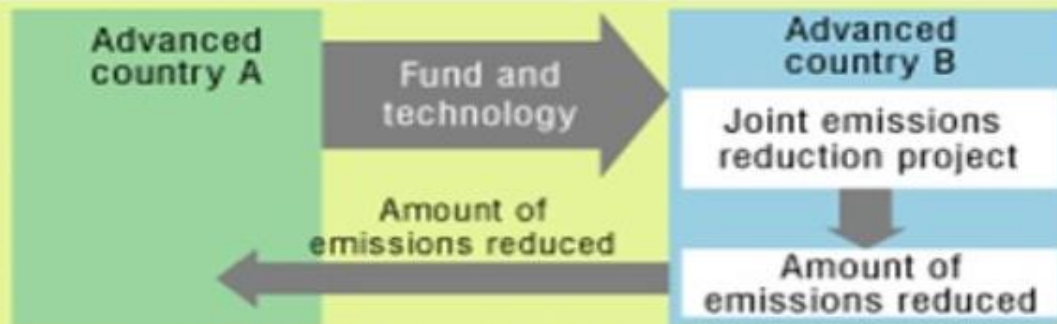 Advanced
country A
Fund and
technology
Advanced
country B
Joint emissions
reduction project
Amount of
emissions reduced
Amount of
emissions reduced